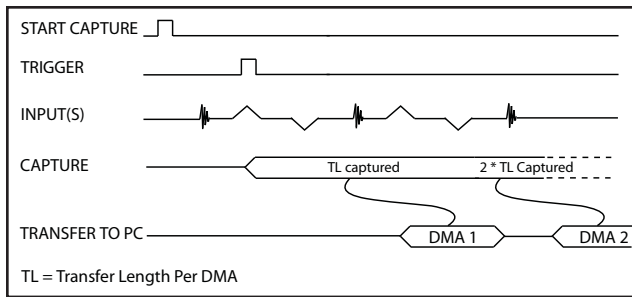 START CAPTURE
TRIGGER
INPUT(S)
CAPTURE
TL captured
2 * TL Captured
TRANSFER TO PC
DMA 1
DMA 2
TL = Transfer Length Per DMA